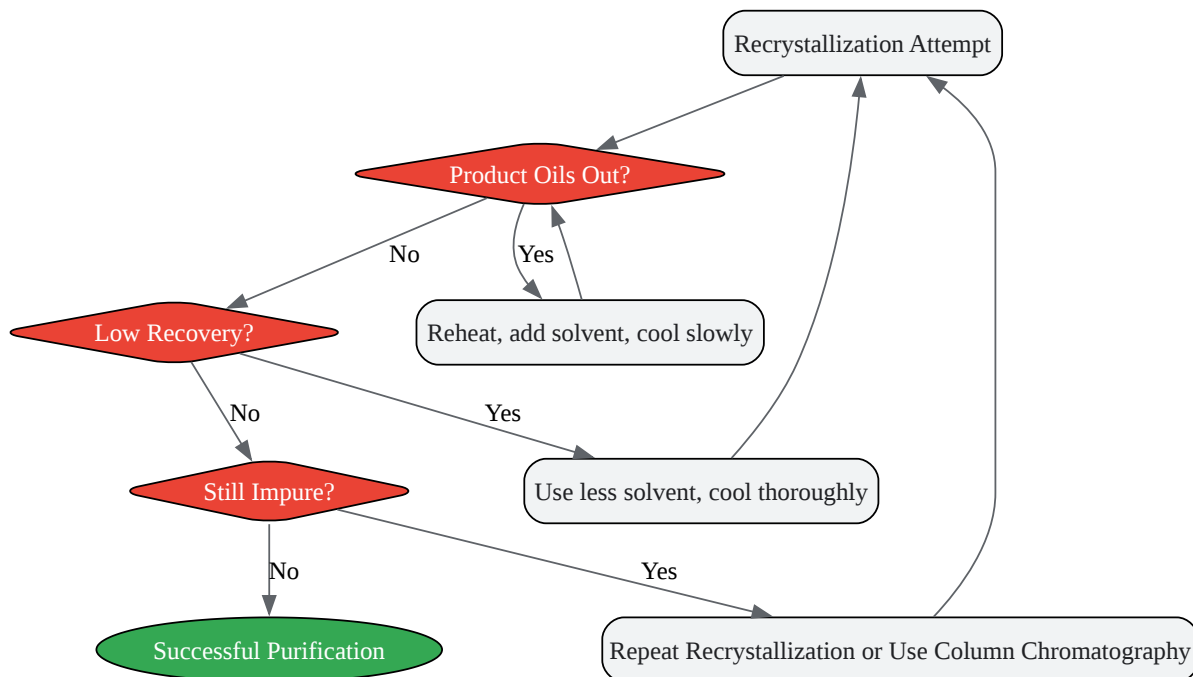 Recrystallization Attempt
Product Oils Out?
No
Yes
Reheat, add solvent, cool slowly
Low Recovery?
No
Yes
Use less solvent, cool thoroughly
Still Impure?
No
Yes
Successful Purification
Repeat Recrystallization or Use Column Chromatography